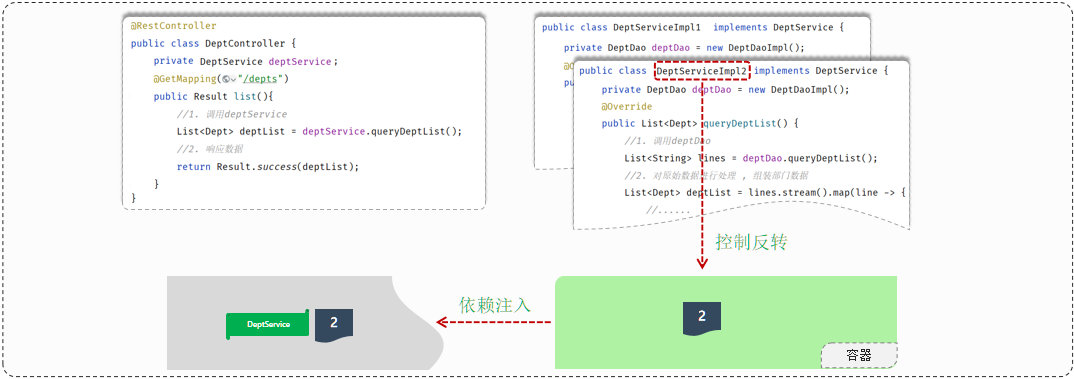 @RestController
public class DeptController {
private DeptService deptService;
@GetMapping("/depts")
public Result list(){
//1. 调用deptService
List<Dept> deptList = deptService.queryDeptList();
//2. 响应数据
return Result.success(deptList);
}
}
public class DeptServiceImpl1 implements DeptService {
private DeptDao deptDao = new DeptDaoImpl();
@O
pu
public class DeptServiceImpl2 implements DeptService {
private DeptDao deptDao = new DeptDaoImpl();
@Override
public List<Dept> queryDeptList() {
//1. 调用deptDao
List<String> lines = deptDao.queryDeptList();
//2. 对原始数据进行处理 , 组装部门数据
List<Dept> deptList = lines.stream().map(line -> {
//......
控制反转
依赖注入
DeptService
2
2
容器